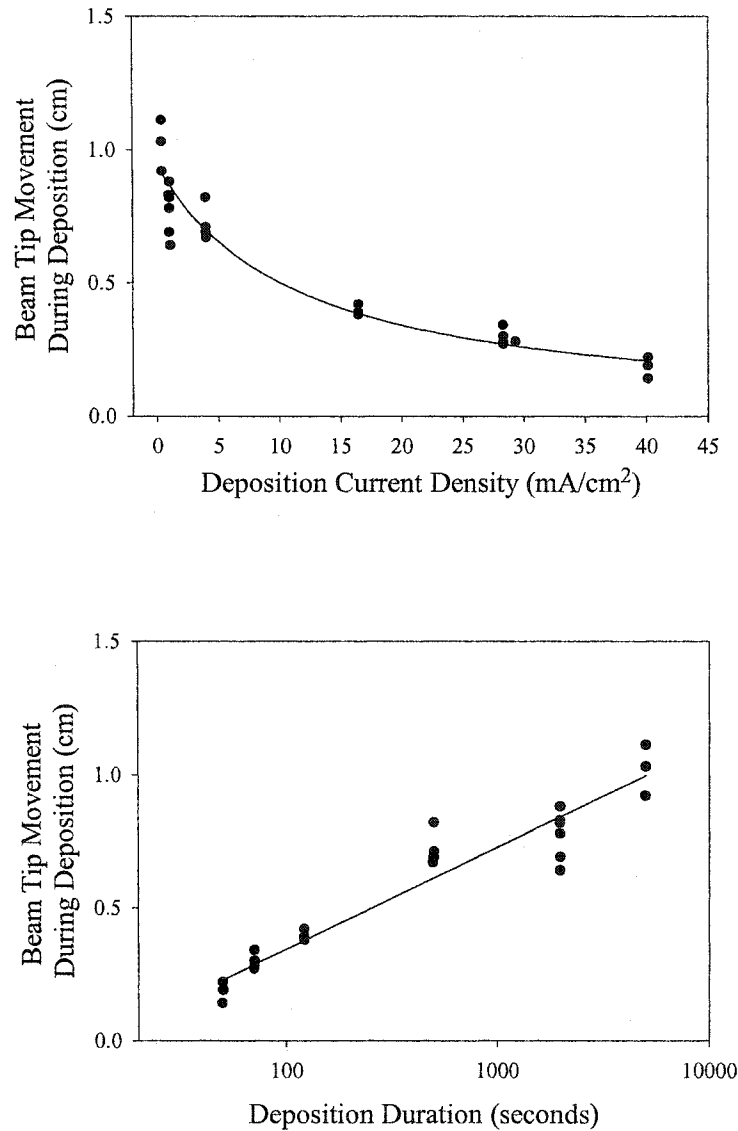 1.5
1.0
0.5
0.0
Beam Tip Movement
During Deposition (cm)
0 5 10 15 20 25 30 35 40 45
Deposition Current Density (mA/cm²)
1.5
1.0
0.5
0.0
Beam Tip Movement
During Deposition (cm)
100 1000 10000
Deposition Duration (seconds)